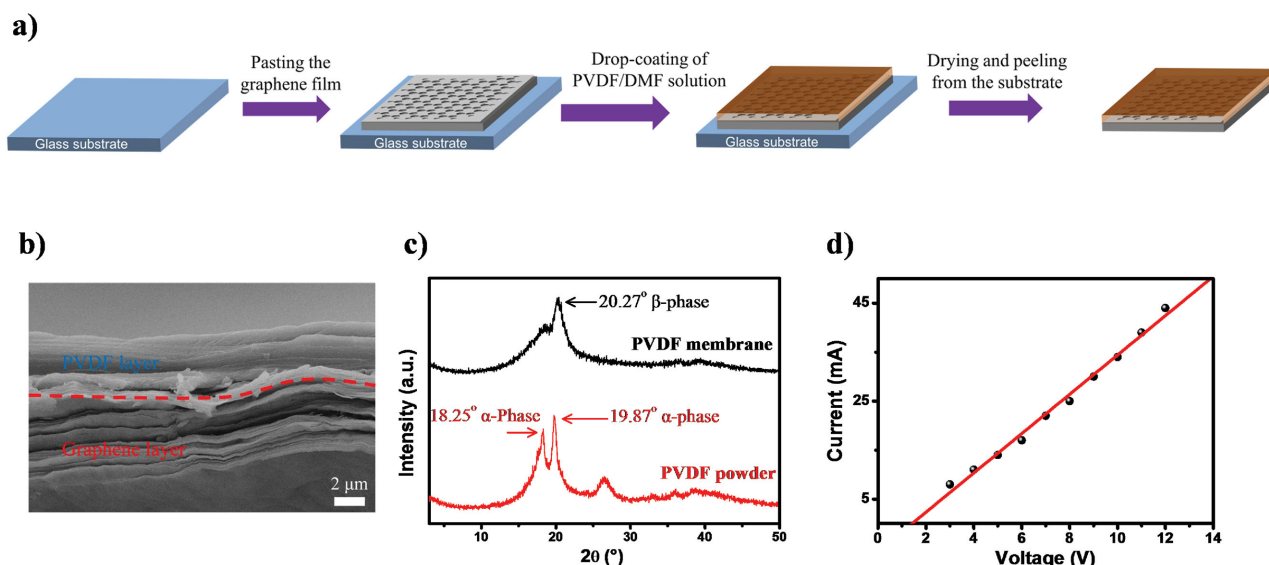 a)
Pasting the
graphene film
Drop-coating of
PVDF/DMF solution
Drying and peeling
from the substrate
Glass substrate
Glass substrate
Glass substrate
b)
PVDF layer
Graphene layer
2 μm
c)
20.27° β-phase
PVDF membrane
18.25° α-Phase
19.87° α-phase
PVDF powder
Intensity (a.u.)
10 20 30 40 50
2θ (°)
d)
45
25
5
Current (mA)
0 2 4 6 8 10 12 14
Voltage (V)